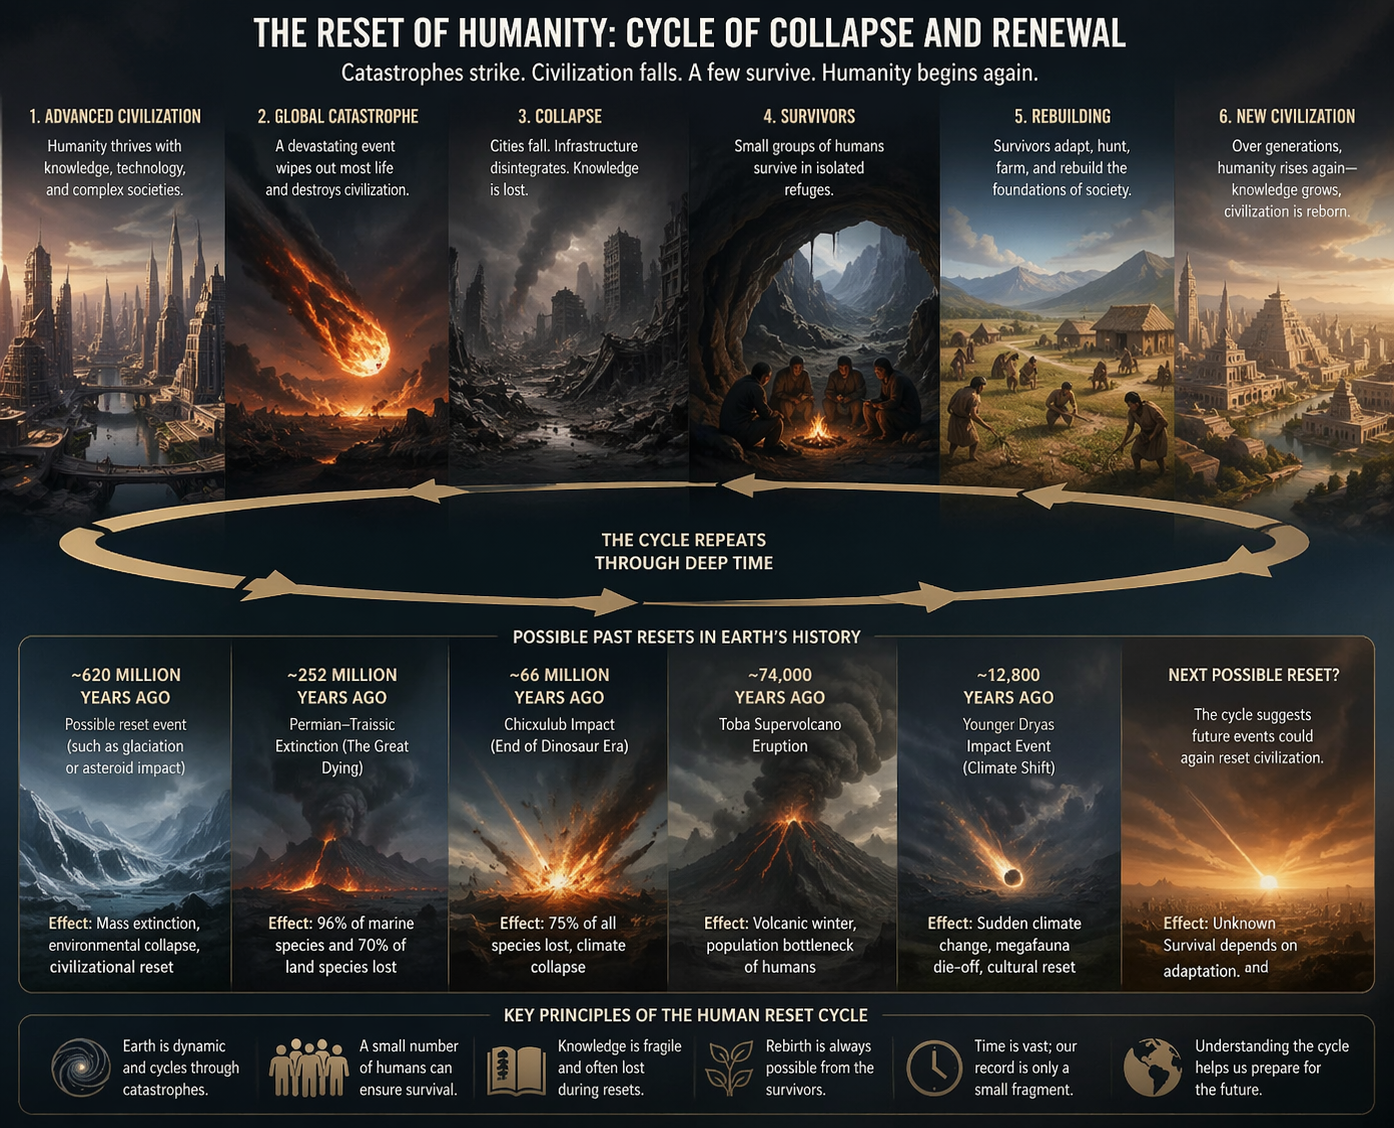 THE RESET OF HUMANITY: CYCLE OF COLLAPSE AND RENEWAL
Catastrophes strike. Civilization falls. A few survive. Humanity begins again.
1. ADVANCED CIVILIZATION
Humanity thrives with
knowledge, technology,
and complex societies.
2. GLOBAL CATASTROPHE
A devastating event
wipes out most life
and destroys civilization.
3. COLLAPSE
Cities fall. Infrastructure
disintegrates. Knowledge
is lost.
4. SURVIVORS
Small groups of humans
survive in isolated
refuges.
5. REBUILDING
Survivors adapt, hunt,
farm, and rebuild the
foundations of society.
6. NEW CIVILIZATION
Over generations,
humanity rises again—
knowledge grows,
civilization is reborn.
THE CYCLE REPEATS
THROUGH DEEP TIME
POSSIBLE PAST RESETS IN EARTH'S HISTORY
~620 MILLION
YEARS AGO
Possible reset event
(such as glaciation
or asteroid impact)
Effect: Mass extinction,
environmental collapse,
civilizational reset
~252 MILLION
YEARS AGO
Permian–Traissic
Extinction (The Great
Dying)
Effect: 96% of marine
species and 70% of
land species lost
~66 MILLION
YEARS AGO
Chicxulub Impact
(End of Dinosaur Era)
Effect: 75% of all
species lost, climate
collapse
~74,000
YEARS AGO
Toba Supervolcano
Eruption
Effect: Volcanic winter,
population bottleneck
of humans
~12,800
YEARS AGO
Younger Dryas
Impact Event
(Climate Shift)
Effect: Sudden climate
change, megafauna
die-off, cultural reset
NEXT POSSIBLE RESET?
The cycle suggests
future events could
again reset civilization.
Effect: Unknown
Survival depends on
adaptation. and
KEY PRINCIPLES OF THE HUMAN RESET CYCLE
Earth is dynamic
and cycles through
catastrophes.
A small number
of humans can
ensure survival.
Knowledge is fragile
and often lost
during resets.
Rebirth is always
possible from the
survivors.
Time is vast; our
record is only a
small fragment.
Understanding the cycle
helps us prepare for
the future.